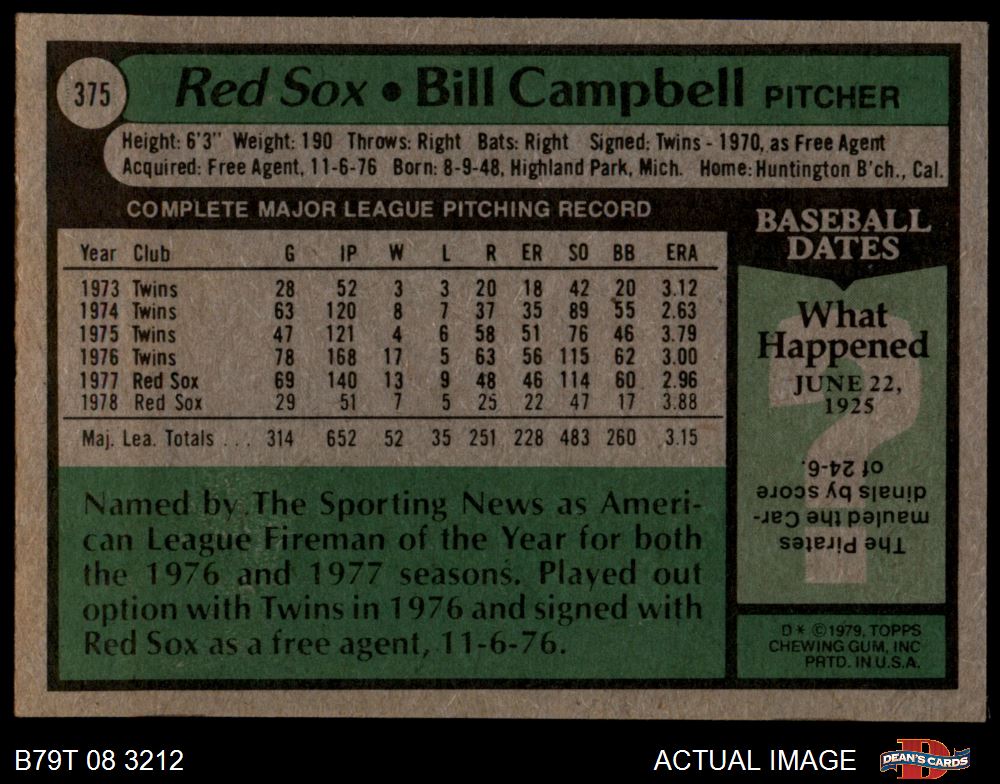 375
Red Sox • Bill Campbell PITCHER
Height: 6'3" Weight: 190 Throws: Right Bats: Right Signed: Twins - 1970, as Free Agent
Acquired: Free Agent, 11-6-76 Born: 8-9-48, Highland Park, Mich. Home: Huntington B'ch., Cal.
COMPLETE MAJOR LEAGUE PITCHING RECORD
Year Club G IP W L R ER SO BB ERA
1973 Twins 28 52 3 3 20 18 42 20 3.12
1974 Twins 63 120 8 7 37 35 89 55 2.63
1975 Twins 47 121 4 6 58 51 76 46 3.79
1976 Twins 78 168 17 5 63 56 115 62 3.00
1977 Red Sox 69 140 13 9 48 46 114 60 2.96
1978 Red Sox 29 51 7 5 25 22 47 17 3.88
Maj. Lea. Totals . . . 314 652 52 35 251 228 483 260 3.15
Named by The Sporting News as Ameri-
can League Fireman of the Year for both
the 1976 and 1977 seasons. Played out
option with Twins in 1976 and signed with
Red Sox as a free agent, 11-6-76.
BASEBALL
DATES
What
Happened
JUNE 22,
1925
The Pirates
mauled the Car-
dinals by score
of 24-6.
D * ©1979, TOPPS
CHEWING GUM, INC
PRTD. IN U.S.A.
B79T 08 3212
ACTUAL IMAGE
DEAN'S CARDS